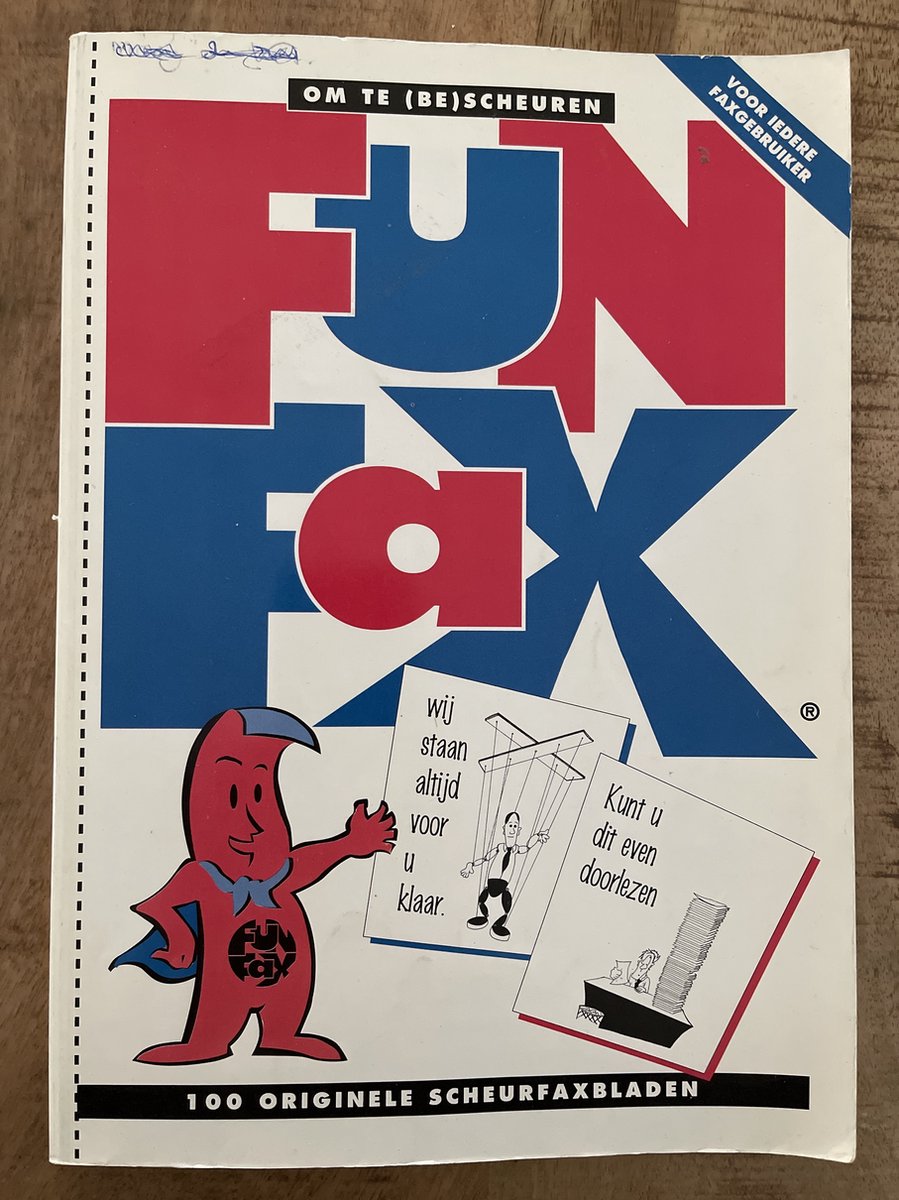 OM TE (BE)SCHEUREN
VOOR IEDERE
FAXGEBRUIKER
FUN
FaX
®
wij
staan
altijd
voor
u
klaar.
Kunt u
dit even
doorlezen
FUN
FaX
100 ORIGINELE SCHEURFAXBLADEN